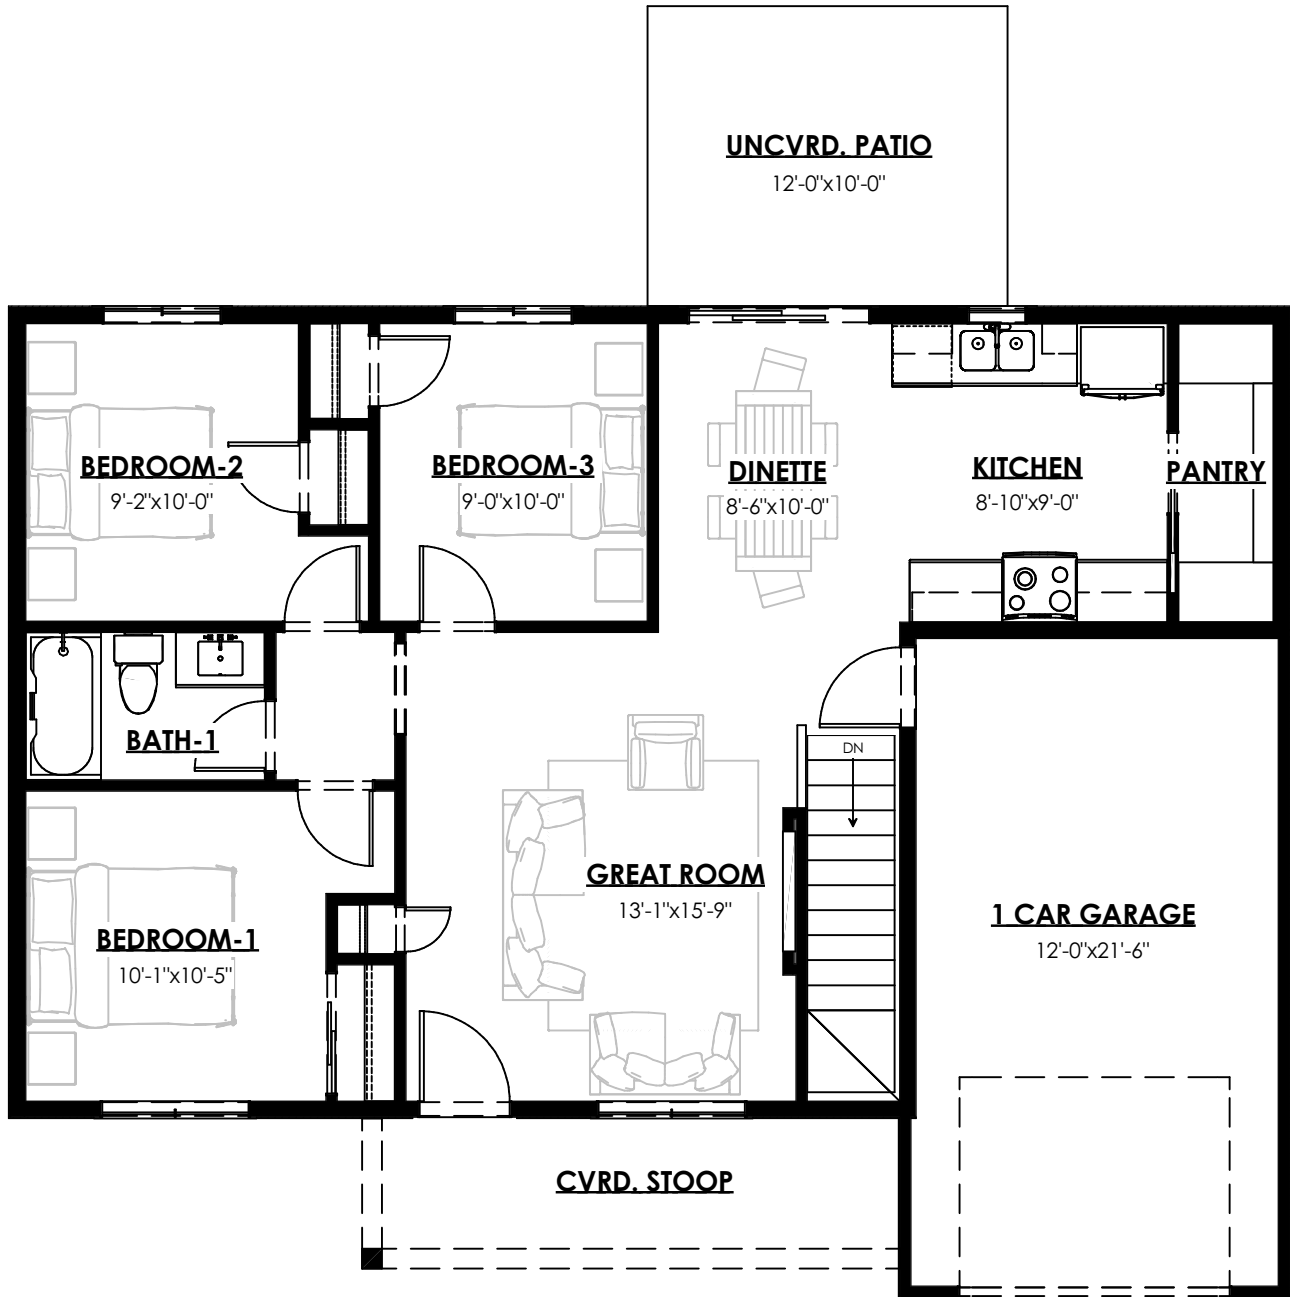 UNCVRD. PATIO
12'-0"x10'-0"
BEDROOM-2
9'-2"x10'-0"
BEDROOM-3
9'-0"x10'-0"
DINETTE
8'-6"x10'-0"
KITCHEN
8'-10"x9'-0"
PANTRY
BATH-1
DN
GREAT ROOM
13'-1"x15'-9"
BEDROOM-1
10'-1"x10'-5"
1 CAR GARAGE
12'-0"x21'-6"
CVRD. STOOP